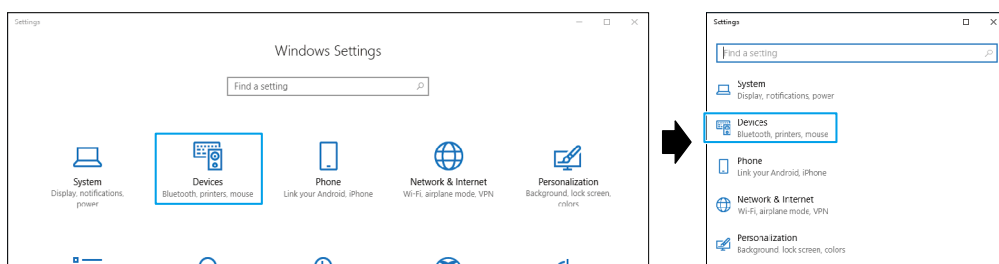 Settings
Windows Settings
Find a setting
System
Display, notifications,
power
Devices
Bluetooth, printers, mouse
Phone
Link your Android, iPhone
Network & Internet
Wi-Fi, airplane mode, VPN
Personalization
Background, lock screen,
colors
Settings
Find a setting
System
Display, notifications, power
Devices
Bluetooth, printers, mouse
Phone
Link your Android, iPhone
Network & Internet
Wi-Fi, airplane mode, VPN
Personalization
Background, lock screen, colors